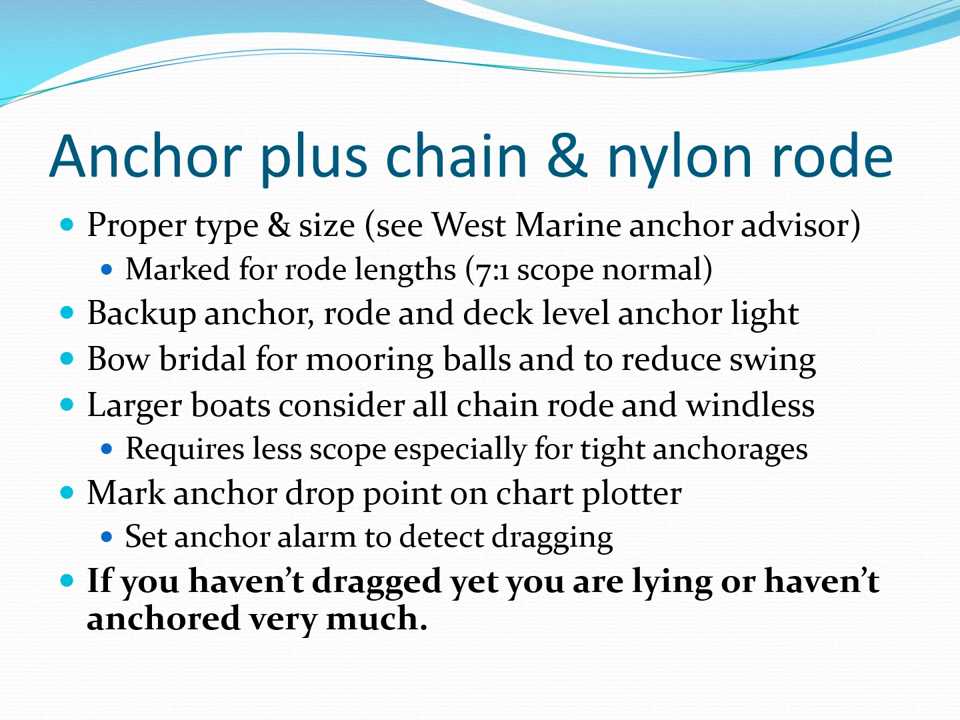 Anchor plus chain & nylon rode
Proper type & size (see West Marine anchor advisor)
Marked for rode lengths (7:1 scope normal)
Backup anchor, rode and deck level anchor light
Bow bridal for mooring balls and to reduce swing
Larger boats consider all chain rode and windless
Requires less scope especially for tight anchorages
Mark anchor drop point on chart plotter
Set anchor alarm to detect dragging
If you haven’t dragged yet you are lying or haven’t
anchored very much.